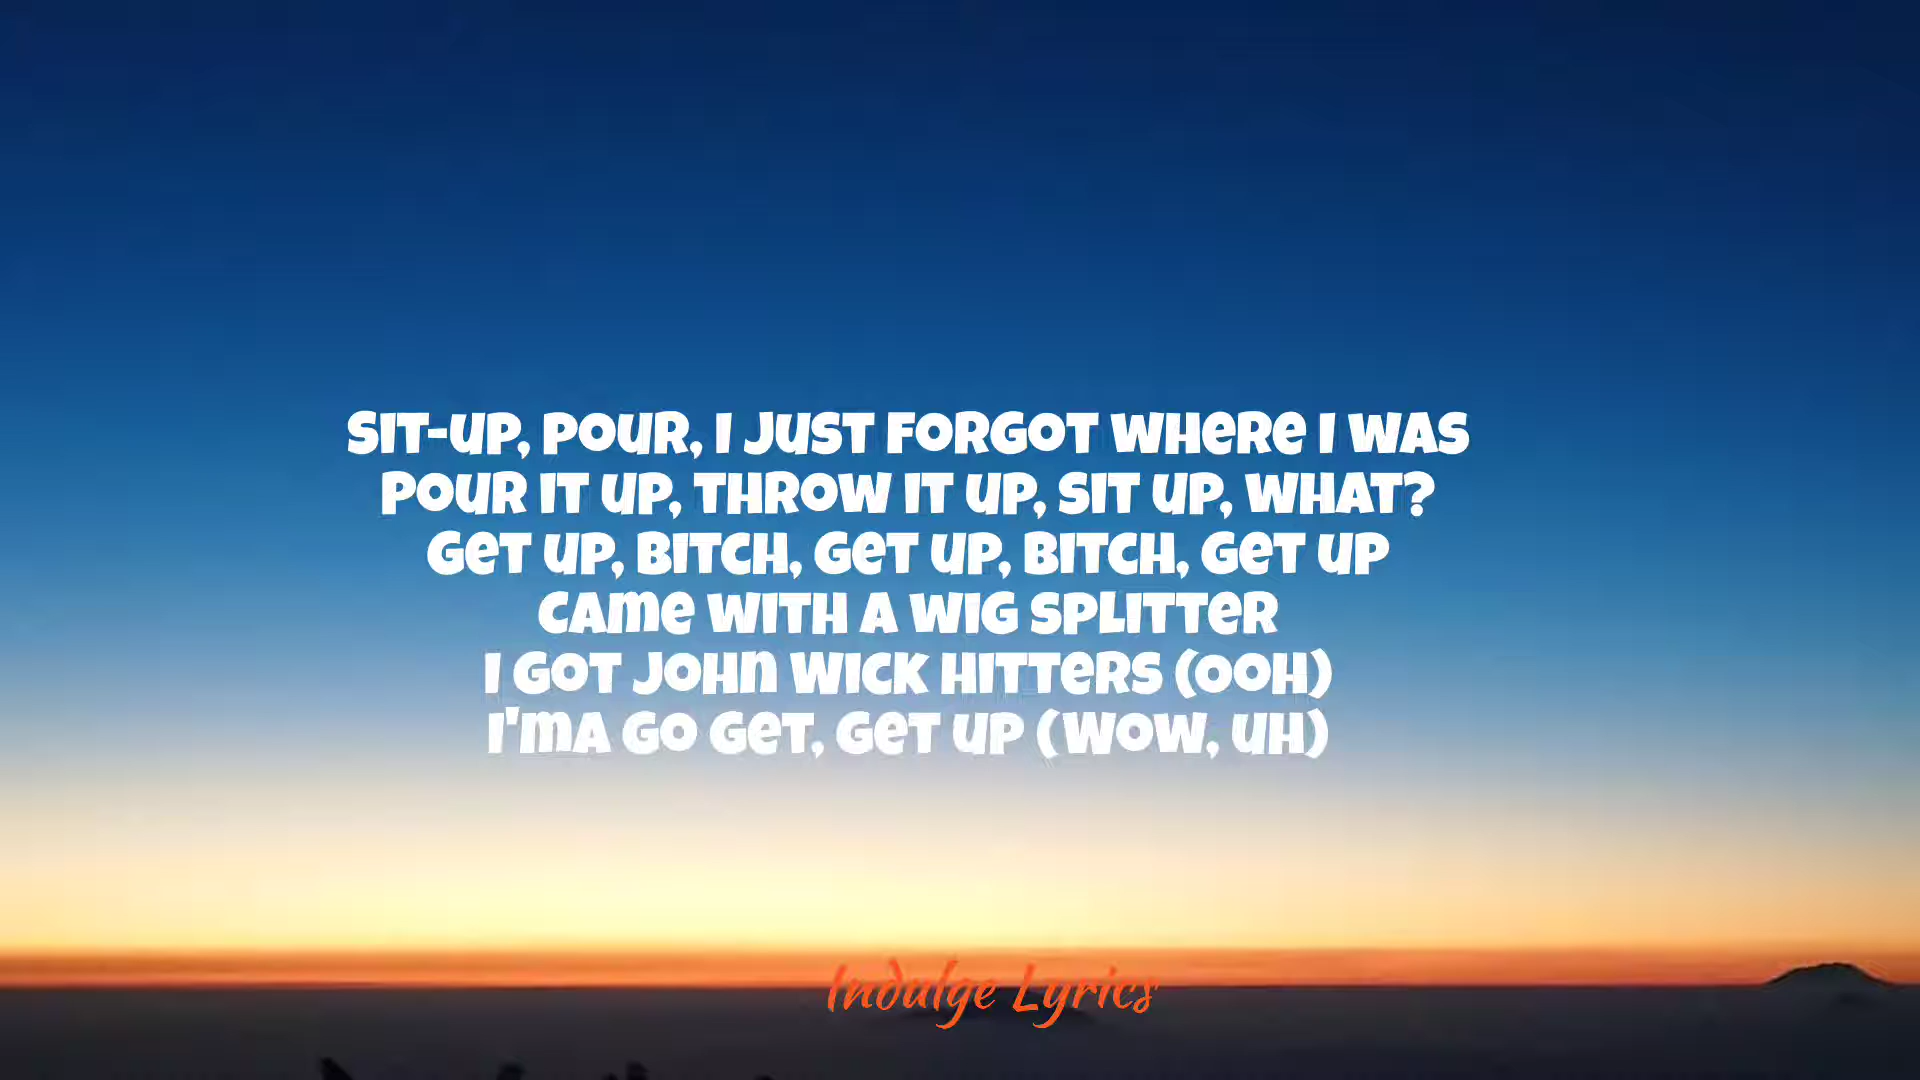 Sit-up, pour, I just forgot where I was
Pour it up, throw it up, sit up, what?
Get up, bitch, get up, bitch, get up
Came with a wig splitter
I got John Wick hitters (ooh)
I'ma go get, get up (wow, uh)
Indulge Lyrics